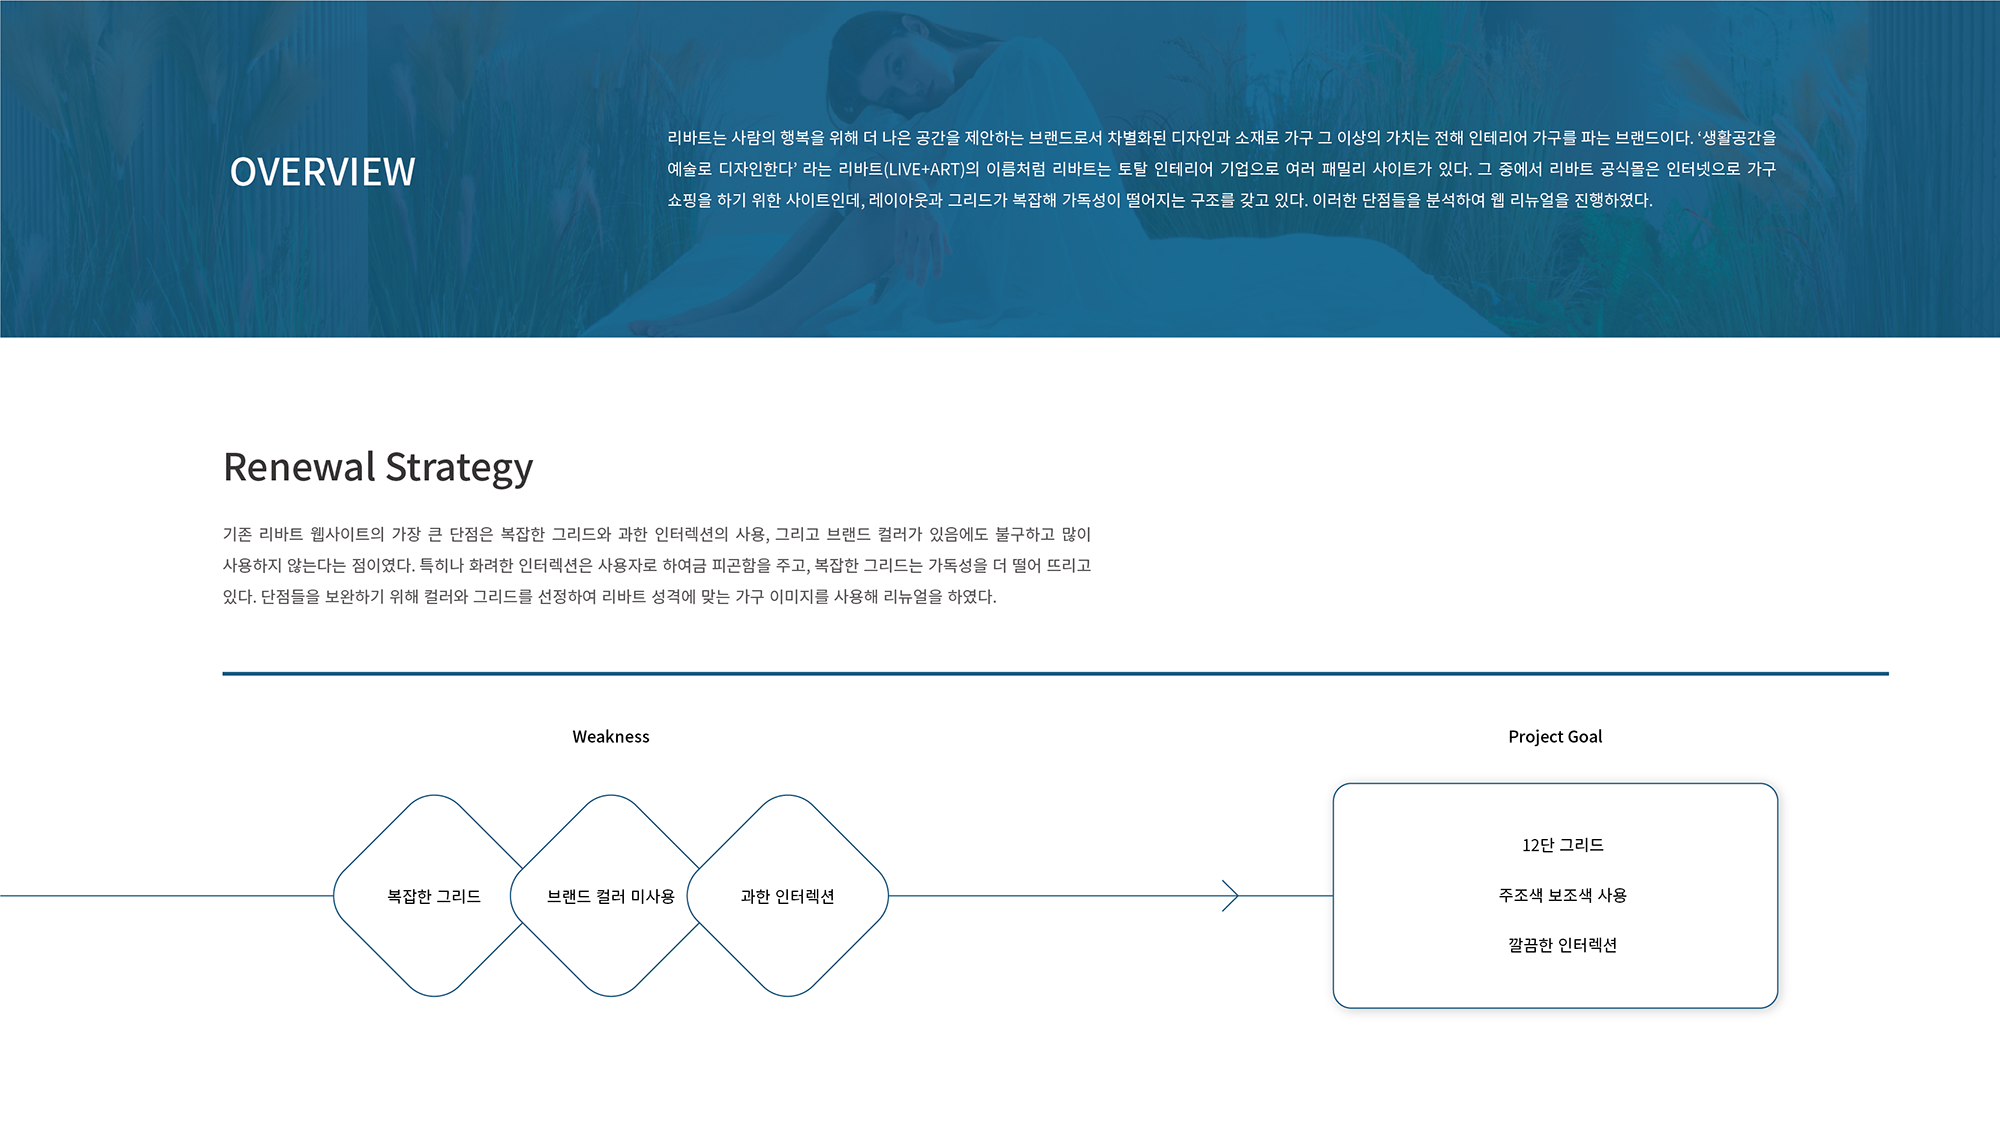 OVERVIEW
리바트는 사람의 행복을 위해 더 나은 공간을 제안하는 브랜드로서 차별화된 디자인과 소재로 가구 그 이상의 가치는 전해 인테리어 가구를 파는 브랜드이다. ‘생활공간을
예술로 디자인한다’ 라는 리바트(LIVE+ART)의 이름처럼 리바트는 토탈 인테리어 기업으로 여러 패밀리 사이트가 있다. 그 중에서 리바트 공식몰은 인터넷으로 가구
쇼핑을 하기 위한 사이트인데, 레이아웃과 그리드가 복잡해 가독성이 떨어지는 구조를 갖고 있다. 이러한 단점들을 분석하여 웹 리뉴얼을 진행하였다.
Renewal Strategy
기존 리바트 웹사이트의 가장 큰 단점은 복잡한 그리드와 과한 인터렉션의 사용, 그리고 브랜드 컬러가 있음에도 불구하고 많이
사용하지 않는다는 점이였다. 특히나 화려한 인터렉션은 사용자로 하여금 피곤함을 주고, 복잡한 그리드는 가독성을 더 떨어 뜨리고
있다. 단점들을 보완하기 위해 컬러와 그리드를 선정하여 리바트 성격에 맞는 가구 이미지를 사용해 리뉴얼을 하였다.
Weakness
복잡한 그리드
브랜드 컬러 미사용
과한 인터렉션
Project Goal
12단 그리드
주조색 보조색 사용
깔끔한 인터렉션